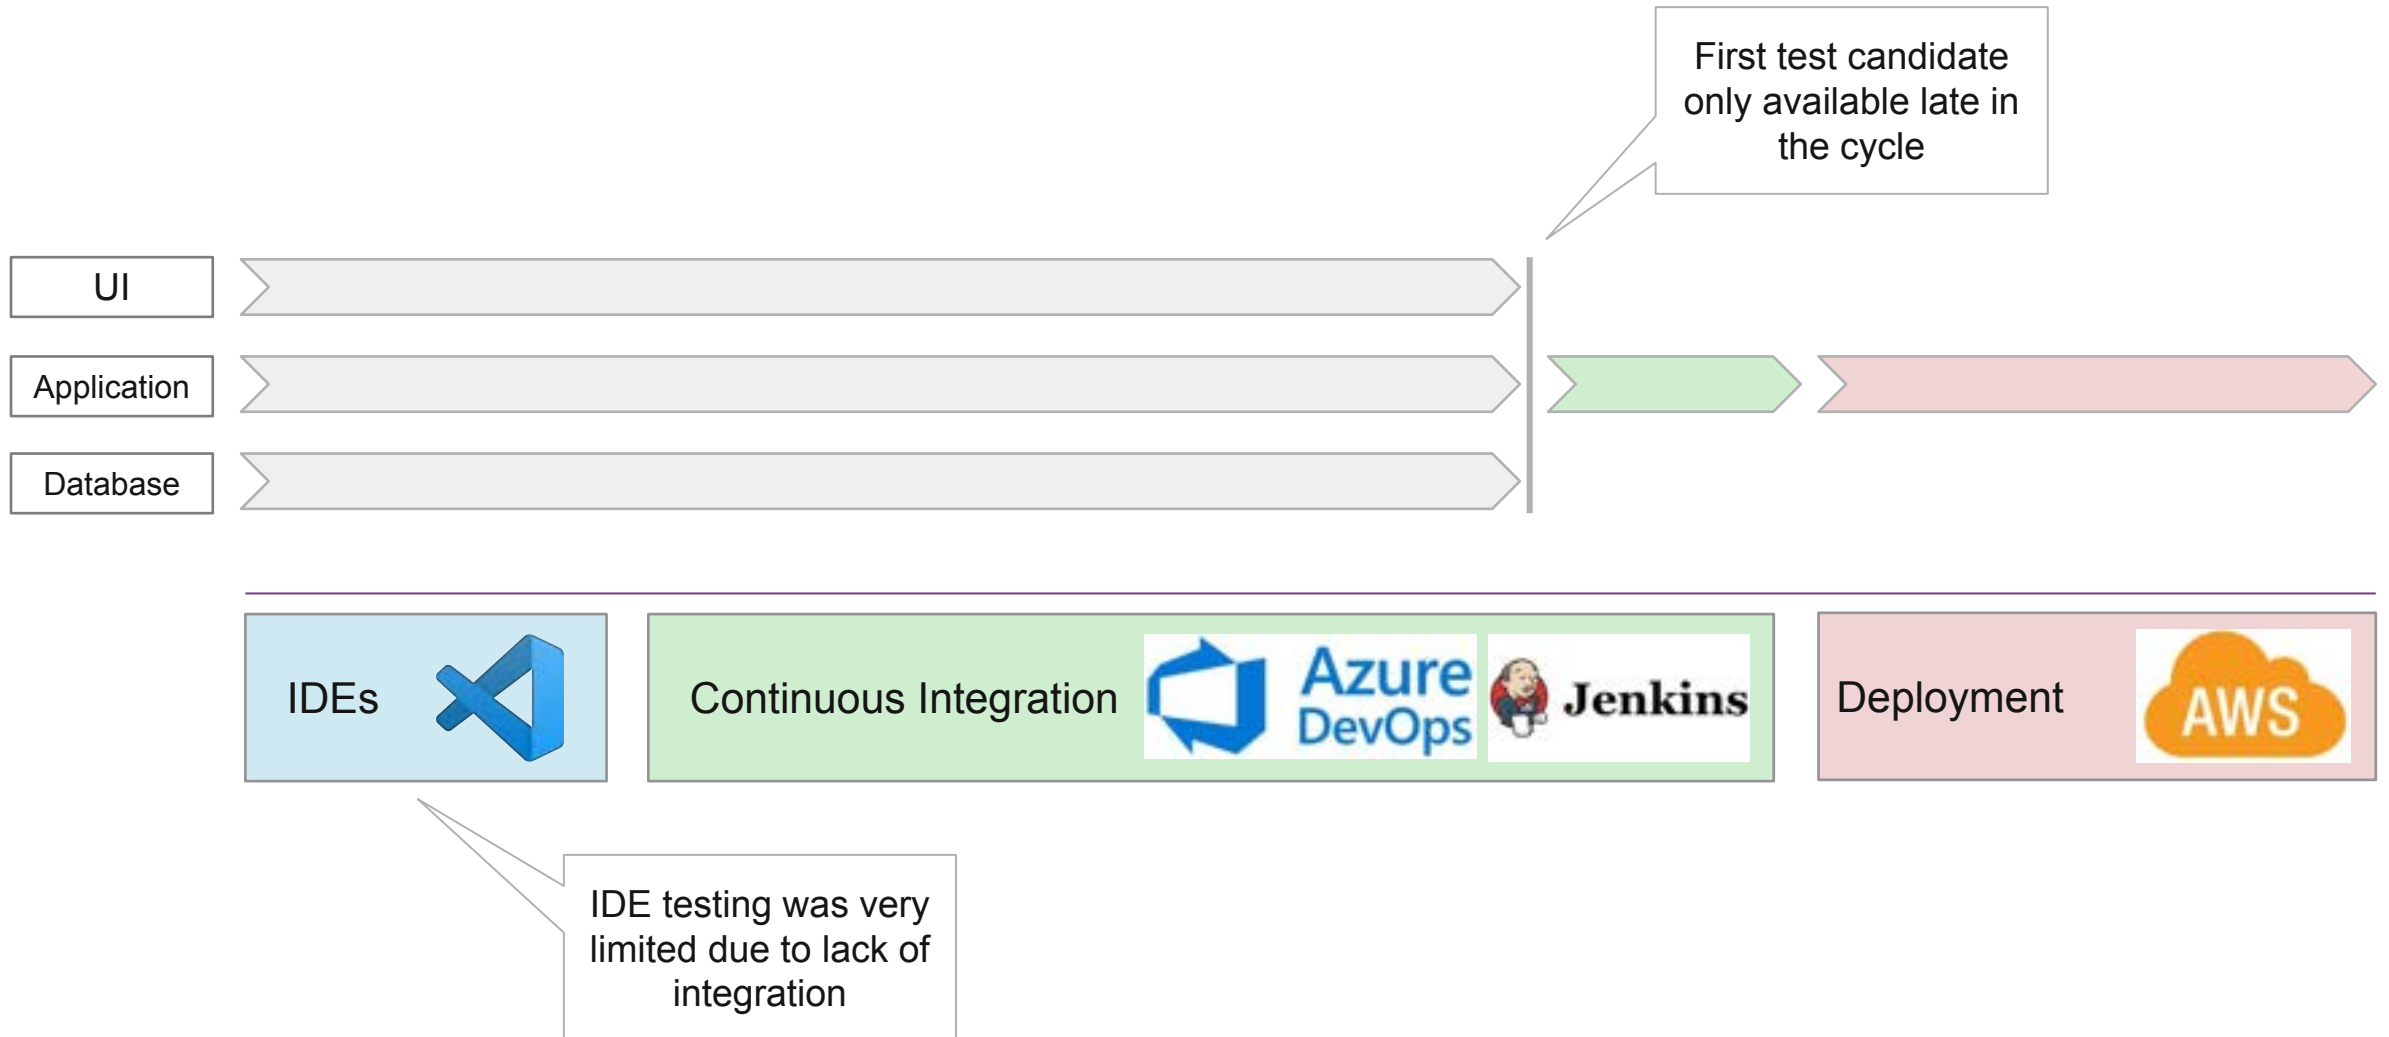 First test candidate
only available late in
the cycle
UI
Application
Database
IDEs
Continuous Integration
Azure
DevOps
Jenkins
Deployment
AWS
IDE testing was very
limited due to lack of
integration